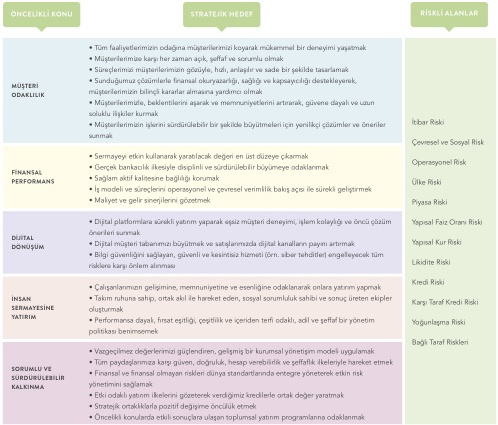 ÖNCELİKLİ KONU
STRATEJİK HEDEF
RİSKLİ ALANLAR
MÜŞTERİ
ODAKLILIK
• Tüm faaliyetlerimizin odağına müşterilerimizi koyarak mükemmel bir deneyimi yaşatmak
• Müşterilerimize karşı her zaman açık, şeffaf ve sorumlu olmak
• Süreçlerimizi müşterilerimizin gözüyle, hızlı, anlaşılır ve sade bir şekilde tasarlamak
• Sunduğumuz çözümlerle finansal okuryazarlığı, sağlığı ve kapsayıcılığı destekleyerek,
müşterilerimizin bilinçli kararlar almasına yardımcı olmak
• Müşterilerimizle, beklentilerini aşarak ve memnuniyetlerini artırarak, güvene dayalı ve uzun
soluklu ilişkiler kurmak
• Müşterilerimizin işlerini sürdürülebilir bir şekilde büyütmeleri için yenilikçi çözümler ve öneriler
sunmak
FİNANSAL
PERFORMANS
• Sermayeyi etkin kullanarak yaratılacak değeri en üst düzeye çıkarmak
• Gerçek bankacılık ilkesiyle disiplinli ve sürdürülebilir büyümeye odaklanmak
• Sağlam aktif kalitesine bağlılığı korumak
• İş modeli ve süreçlerini operasyonel ve çevresel verimlilik bakış açısı ile sürekli geliştirmek
• Maliyet ve gelir sinerjilerini gözetmek
DİJİTAL
DÖNÜŞÜM
• Dijital platformlara sürekli yatırım yaparak eşsiz müşteri deneyimi, işlem kolaylığı ve öncü çözüm
önerileri sunmak
• Dijital müşteri tabanımızı büyütmek ve satışlarımızda dijital kanalların payını artırmak
• Bilgi güvenliğini sağlayan, güvenli ve kesintisiz hizmeti (örn. siber tehditler) engelleyecek tüm
risklere karşı önlem alınması
İNSAN
SERMAYESİNE
YATIRIM
• Çalışanlarımızın gelişimine, memnuniyetine ve esenliğine odaklanarak onlara yatırım yapmak
• Takım ruhuna sahip, ortak akıl ile hareket eden, sosyal sorumluluk sahibi ve sonuç üreten ekipler
oluşturmak
• Performansa dayalı, fırsat eşitliği, çeşitlilik ve içeriden terfi odaklı, adil ve şeffaf bir yönetim
politikası benimsemek
SORUMLU VE
SÜRDÜRÜLEBİLİR
KALKINMA
• Vazgeçilmez değerlerimizi güçlendiren, gelişmiş bir kurumsal yönetişim modeli uygulamak
• Tüm paydaşlarımıza karşı güven, doğruluk, hesap verebilirlik ve şeffaflık ilkeleriyle hareket etmek
• Finansal ve finansal olmayan riskleri dünya standartlarında entegre yöneterek etkin risk
yönetimini sağlamak
• Etki odaklı yatırım ilkelerini gözeterek verdiğimiz kredilerle ortak değer yaratmak
• Stratejik ortaklıklarla pozitif değişime öncülük etmek
• Öncelikli konularda etkili sonuçlara ulaşan toplumsal yatırım programlarına odaklanmak
İtibar Riski
Çevresel ve Sosyal Risk
Operasyonel Risk
Ülke Riski
Piyasa Riski
Yapısal Faiz Oranı Riski
Yapısal Kur Riski
Likidite Riski
Kredi Riski
Karşı Taraf Kredi Riski
Yoğunlaşma Riski
Bağlı Taraf Riskleri